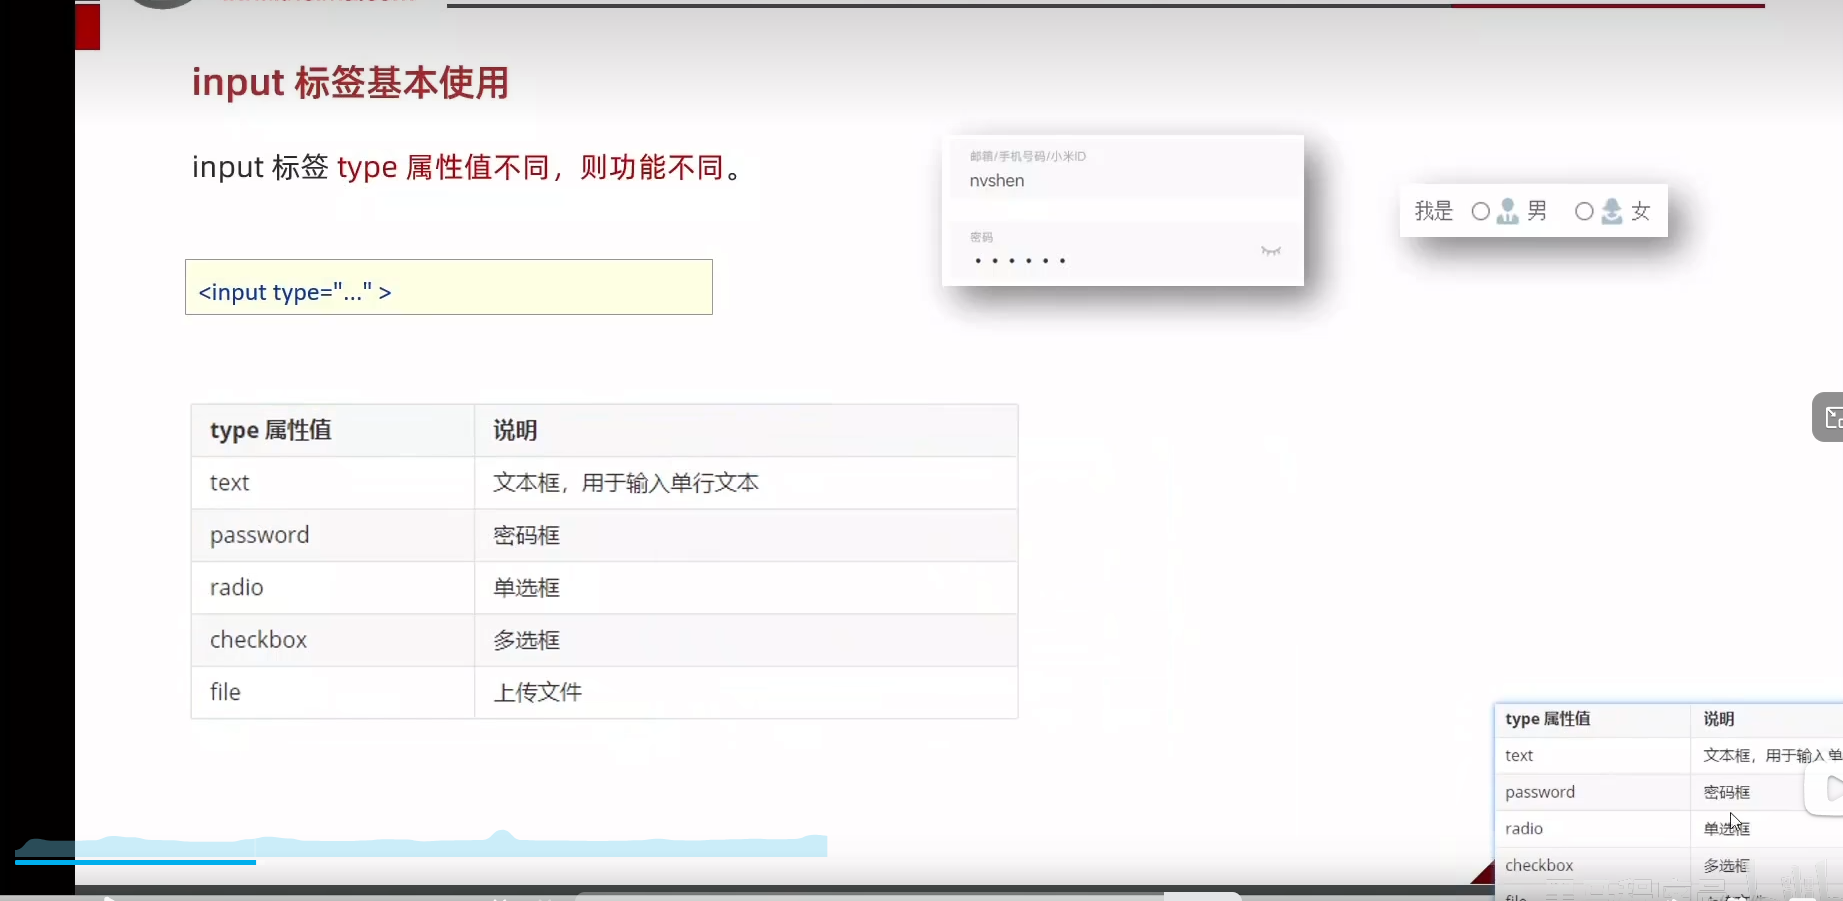 input 标签基本使用
input 标签 type 属性值不同，则功能不同。
<input type="..." >
邮箱/手机号码/小米ID
nvshen
密码
我是 男 女
type 属性值 说明
text 文本框，用于输入单行文本
password 密码框
radio 单选框
checkbox 多选框
file 上传文件
type 属性值 说明
text 文本框，用于输入单
password 密码框
radio 单选框
checkbox 多选框